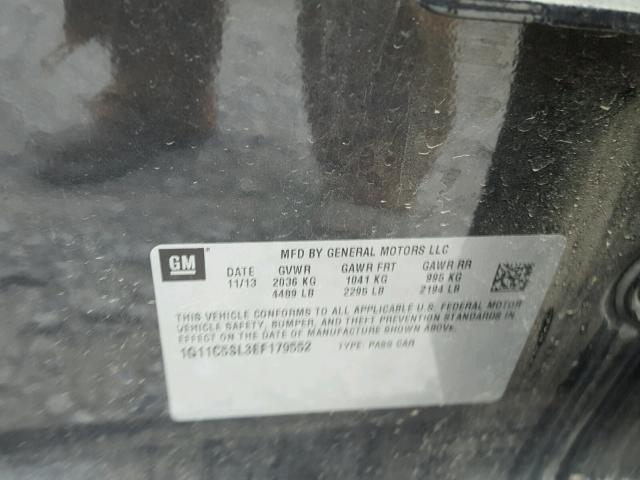 GM
MFD BY GENERAL MOTORS LLC
DATE GVWR GAWR FRT GAWR RR
11/13 2036 KG 1041 KG 995 KG
4489 LB 2295 LB 2194 LB
THIS VEHICLE CONFORMS TO ALL APPLICABLE U.S. FEDERAL MOTOR
VEHICLE SAFETY, BUMPER, AND THEFT PREVENTION STANDARDS IN
EFFECT ON THE DATE OF MANUFACTURE SHOWN ABOVE.
1G11C5SL3EF179552 TYPE: PASS CAR